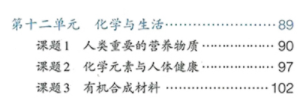 第十二单元 化学与生活……………………89
课题1 人类重要的营养物质……………90
课题2 化学元素与人体健康……………97
课题3 有机合成材料……………………102